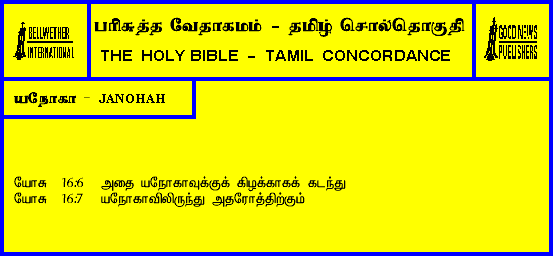 BELLWETHER
INTERNATIONAL
பரிசுத்த வேதாகமம் - தமிழ் சொல்தொகுதி
THE HOLY BIBLE - TAMIL CONCORDANCE
GOOD NEWS
PUBLISHERS
யநோகா - JANOHAH
யோசு 16:6 அதை யநோகாவுக்குக் கிழக்காகக் கடந்து
யோசு 16:7 யநோகாவிலிருந்து அதரோத்திற்கும்